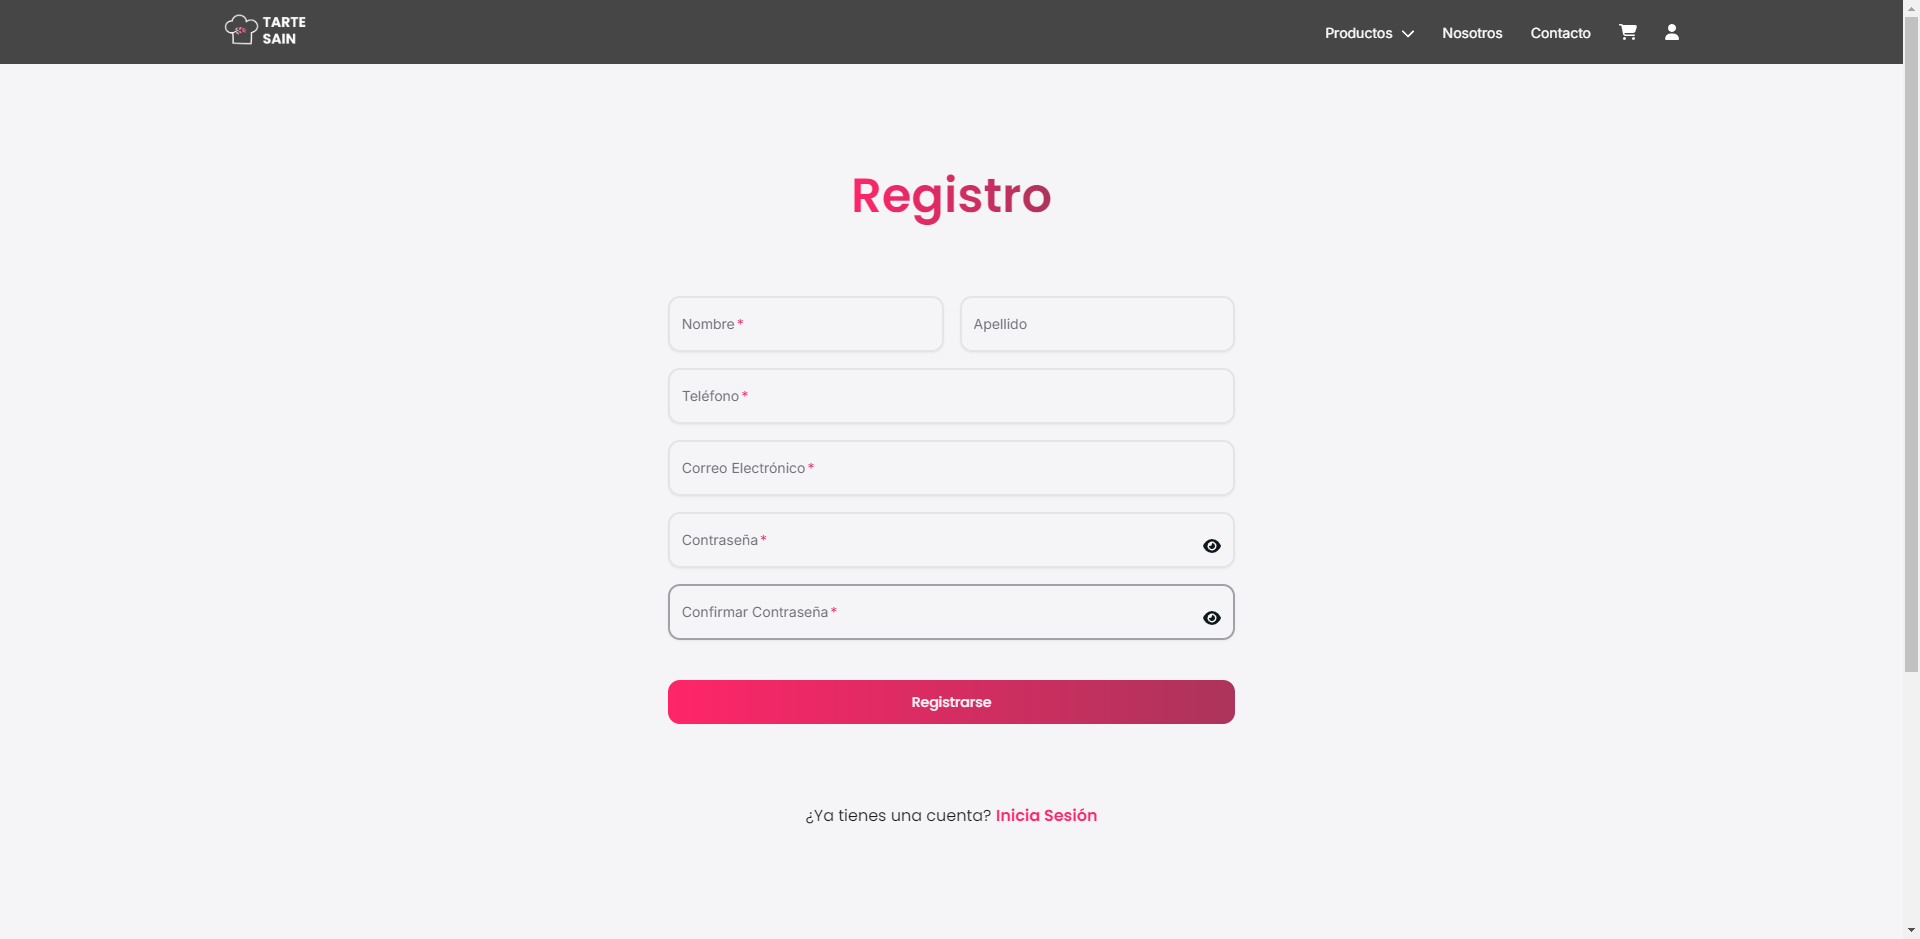 TARTE
SAIN
Productos
Nosotros
Contacto
Registro
Nombre*
Apellido
Teléfono*
Correo Electrónico*
Contraseña*
Confirmar Contraseña*
Registrarse
¿Ya tienes una cuenta? Inicia Sesión